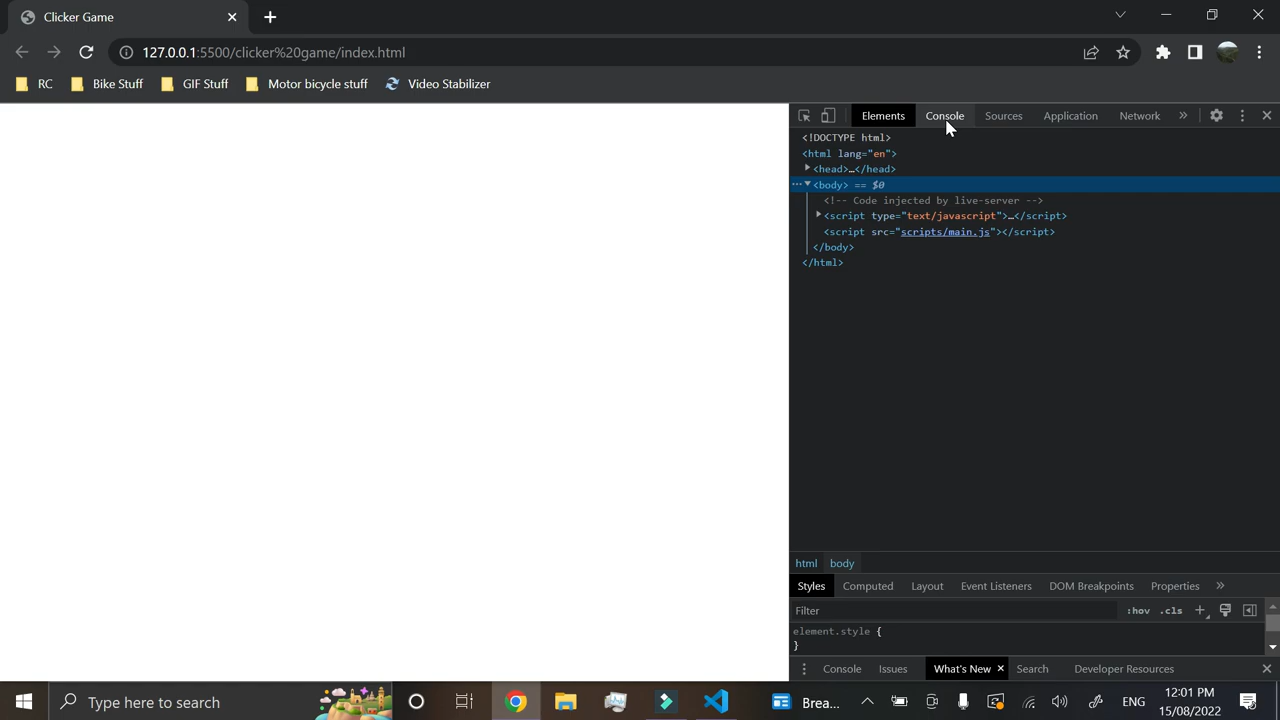 Clicker Game
127.0.0.1:5500/clicker%20game/index.html
RC Bike Stuff GIF Stuff Motor bicycle stuff Video Stabilizer
Elements Console Sources Application Network »
<!DOCTYPE html>
<html lang="en">
<head>…</head>
<body> == $0
<!-- Code injected by live-server -->
<script type="text/javascript">…</script>
<script src="scripts/main.js"></script>
</body>
</html>
html body
Styles Computed Layout Event Listeners DOM Breakpoints Properties »
Filter :hov .cls +
element.style {
}
Console Issues What's New × Search Developer Resources
Type here to search Brea... ENG 12:01 PM
15/08/2022